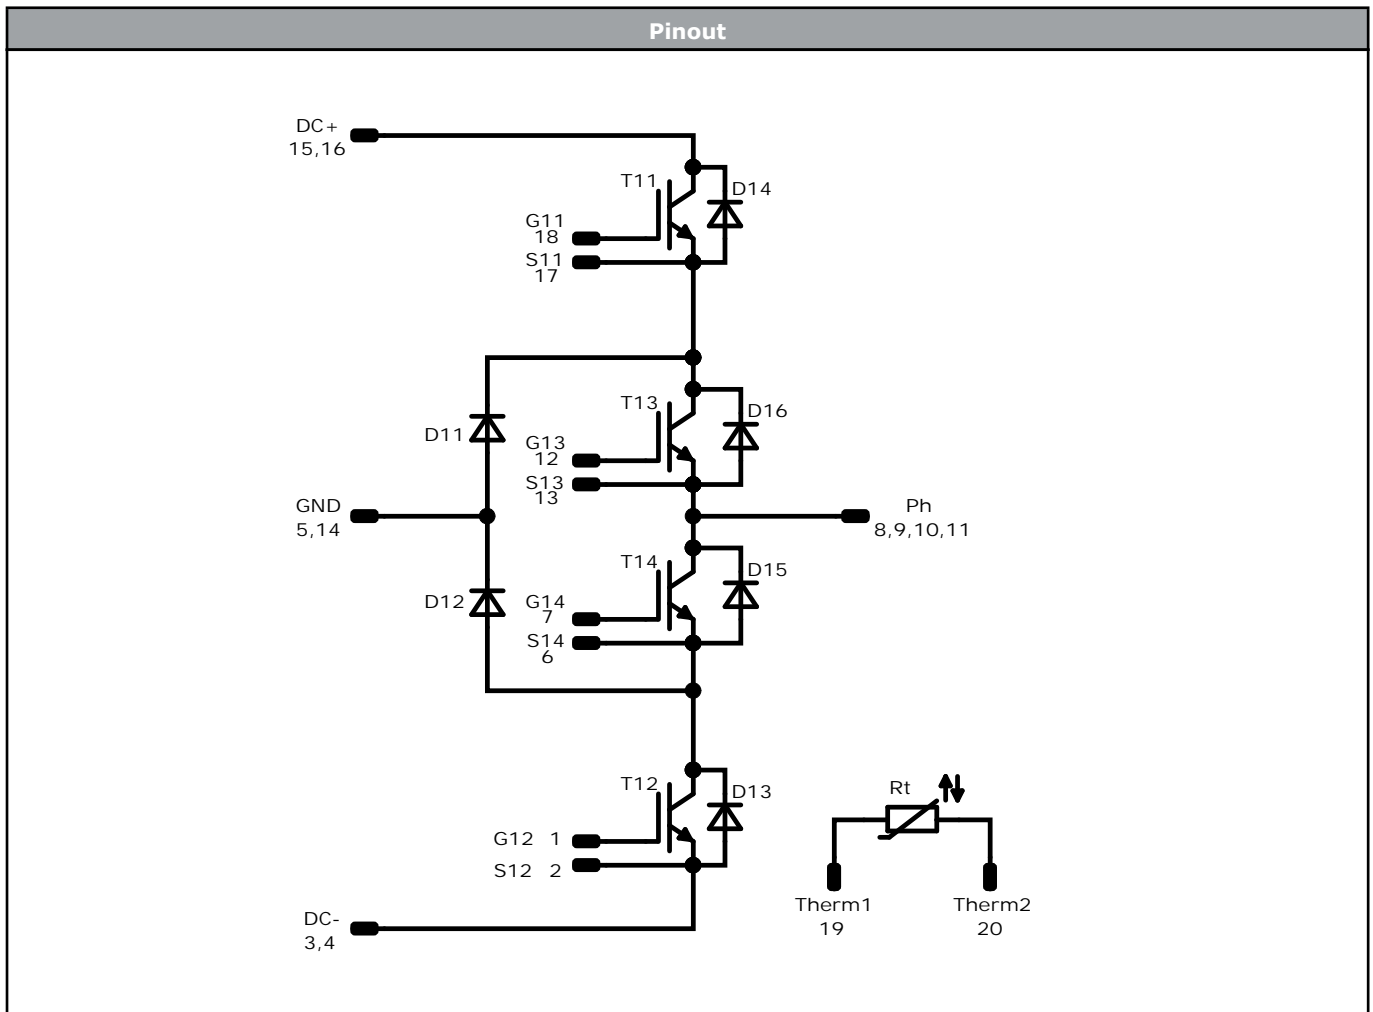 Pinout
DC+
15,16
T11
D14
G11
18
S11
17
T13
D16
D11
G13
12
S13
13
GND
5,14
Ph
8,9,10,11
T14
D15
D12
G14
7
S14
6
T12
D13
Rt
G12 1
S12 2
Therm1
19
Therm2
20
DC-
3,4